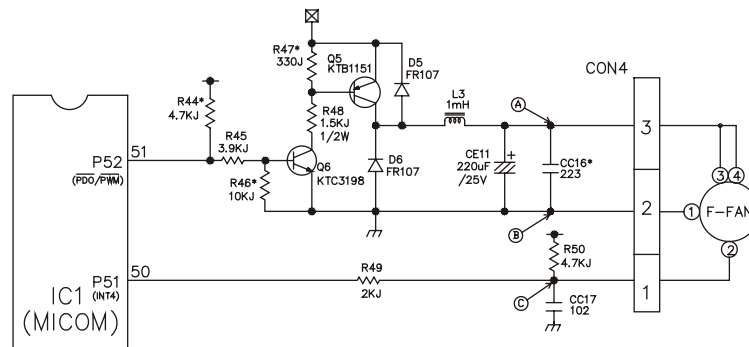 R47*
330J
Q5
KTB1151
D5
FR107
CON4
R44*
4.7KJ
R48
1.5KJ
1/2W
L3
1mH
A
3
51
P52
(PDO/PWM)
R45
3.9KJ
R46*
10KJ
Q6
KTC3198
D6
FR107
CE11
220uF
/25V
+
CC16*
223
3
4
2
1
F-FAN
B
2
R50
4.7KJ
50
P51
(INT4)
R49
2KJ
C
1
CC17
102
IC1
(MICOM)